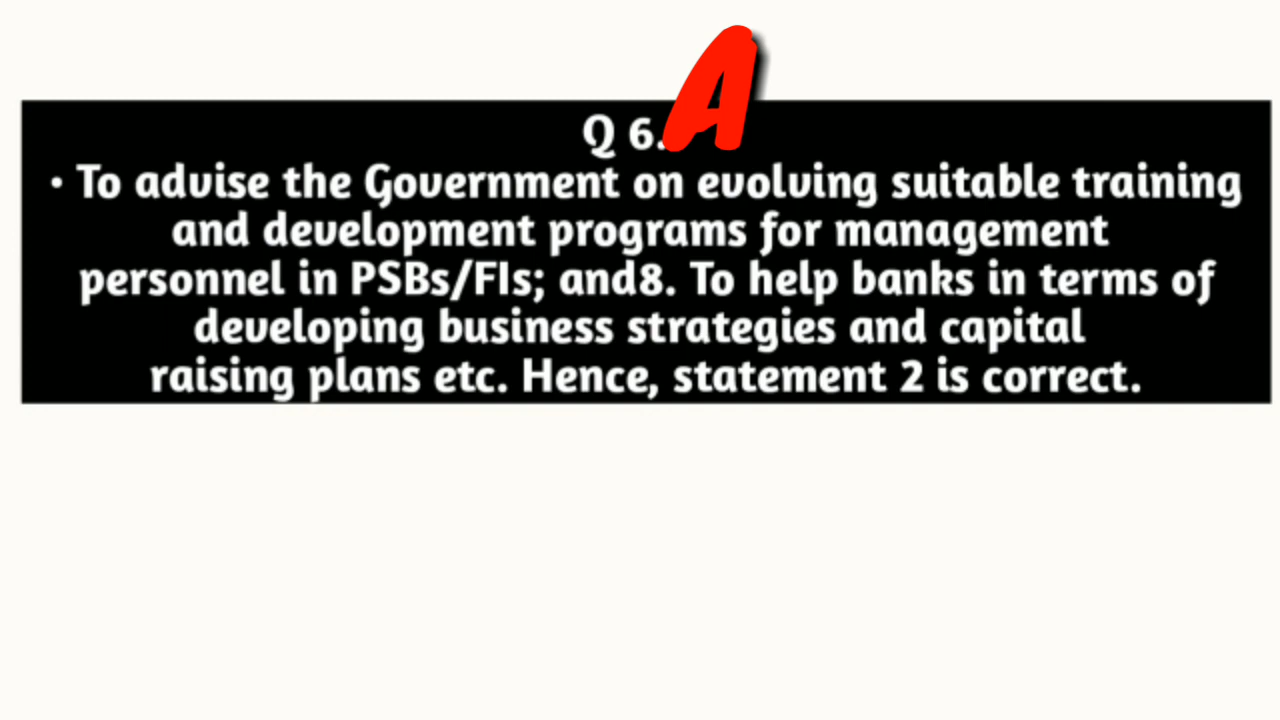 A
Q 6.
• To advise the Government on evolving suitable training
and development programs for management
personnel in PSBs/FIs; and8. To help banks in terms of
developing business strategies and capital
raising plans etc. Hence, statement 2 is correct.